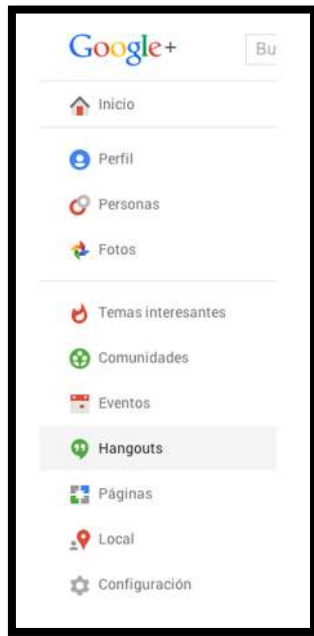 Google+ Bu
Inicio
Perfil
Personas
Fotos
Temas interesantes
Comunidades
Eventos
Hangouts
Páginas
Local
Configuración